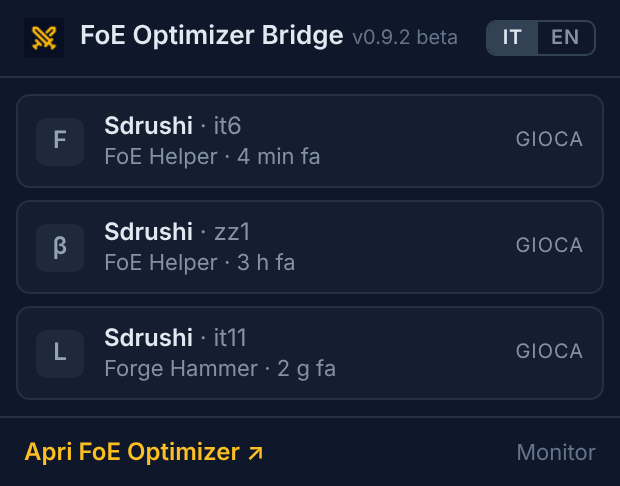 FoE Optimizer Bridge v0.9.2 beta IT EN
F
Sdrushi · it6
FoE Helper · 4 min fa
GIOCA
β
Sdrushi · zz1
FoE Helper · 3 h fa
GIOCA
L
Sdrushi · it11
Forge Hammer · 2 g fa
GIOCA
Apri FoE Optimizer ↗ Monitor